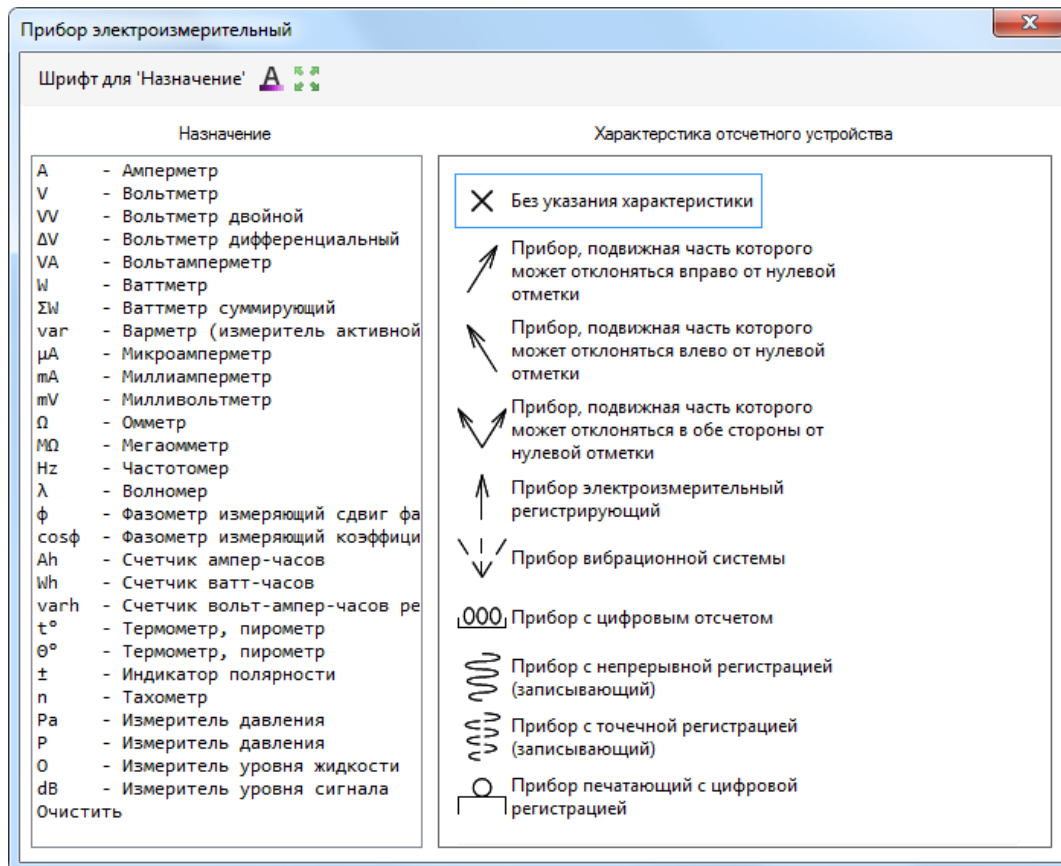 Прибор электроизмерительный
Шрифт для 'Назначение' A
Назначение
A - Амперметр
V - Вольтметр
VV - Вольтметр двойной
ΔV - Вольтметр дифференциальный
VA - Вольтамперметр
W - Ваттметр
ΣW - Ваттметр суммирующий
var - Варметр (измеритель активной
μA - Микроамперметр
mA - Миллиамперметр
mV - Милливольтметр
Ω - Омметр
MΩ - Мегаомметр
Hz - Частотомер
λ - Волномер
ϕ - Фазометр измеряющий сдвиг фа
cosϕ - Фазометр измеряющий коэффици
Ah - Счетчик ампер-часов
Wh - Счетчик ватт-часов
varh - Счетчик вольт-ампер-часов ре
t° - Термометр, пирометр
Θ° - Термометр, пирометр
± - Индикатор полярности
n - Тахометр
Pa - Измеритель давления
P - Измеритель давления
O - Измеритель уровня жидкости
dB - Измеритель уровня сигнала
Очистить
Характерстика отсчетного устройства
Без указания характеристики
Прибор, подвижная часть которого
может отклоняться вправо от нулевой
отметки
Прибор, подвижная часть которого
может отклоняться влево от нулевой
отметки
Прибор, подвижная часть которого
может отклоняться в обе стороны от
нулевой отметки
Прибор электроизмерительный
регистрирующий
Прибор вибрационной системы
000 Прибор с цифровым отсчетом
Прибор с непрерывной регистрацией
(записывающий)
Прибор с точечной регистрацией
(записывающий)
Прибор печатающий с цифровой
регистрацией